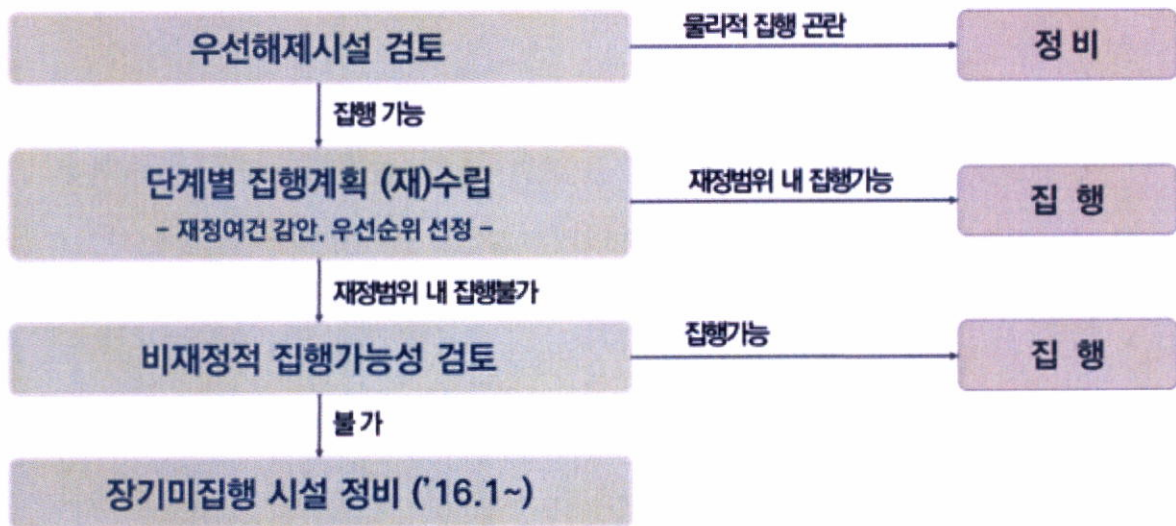 우선해제시설 검토
물리적 집행 곤란
정 비
집행 가능
단계별 집행계획 (재)수립
- 재정여건 감안, 우선순위 선정 -
재정범위 내 집행가능
집 행
재정범위 내 집행불가
비재정적 집행가능성 검토
집행가능
집 행
불 가
장기미집행 시설 정비 ('16.1~)